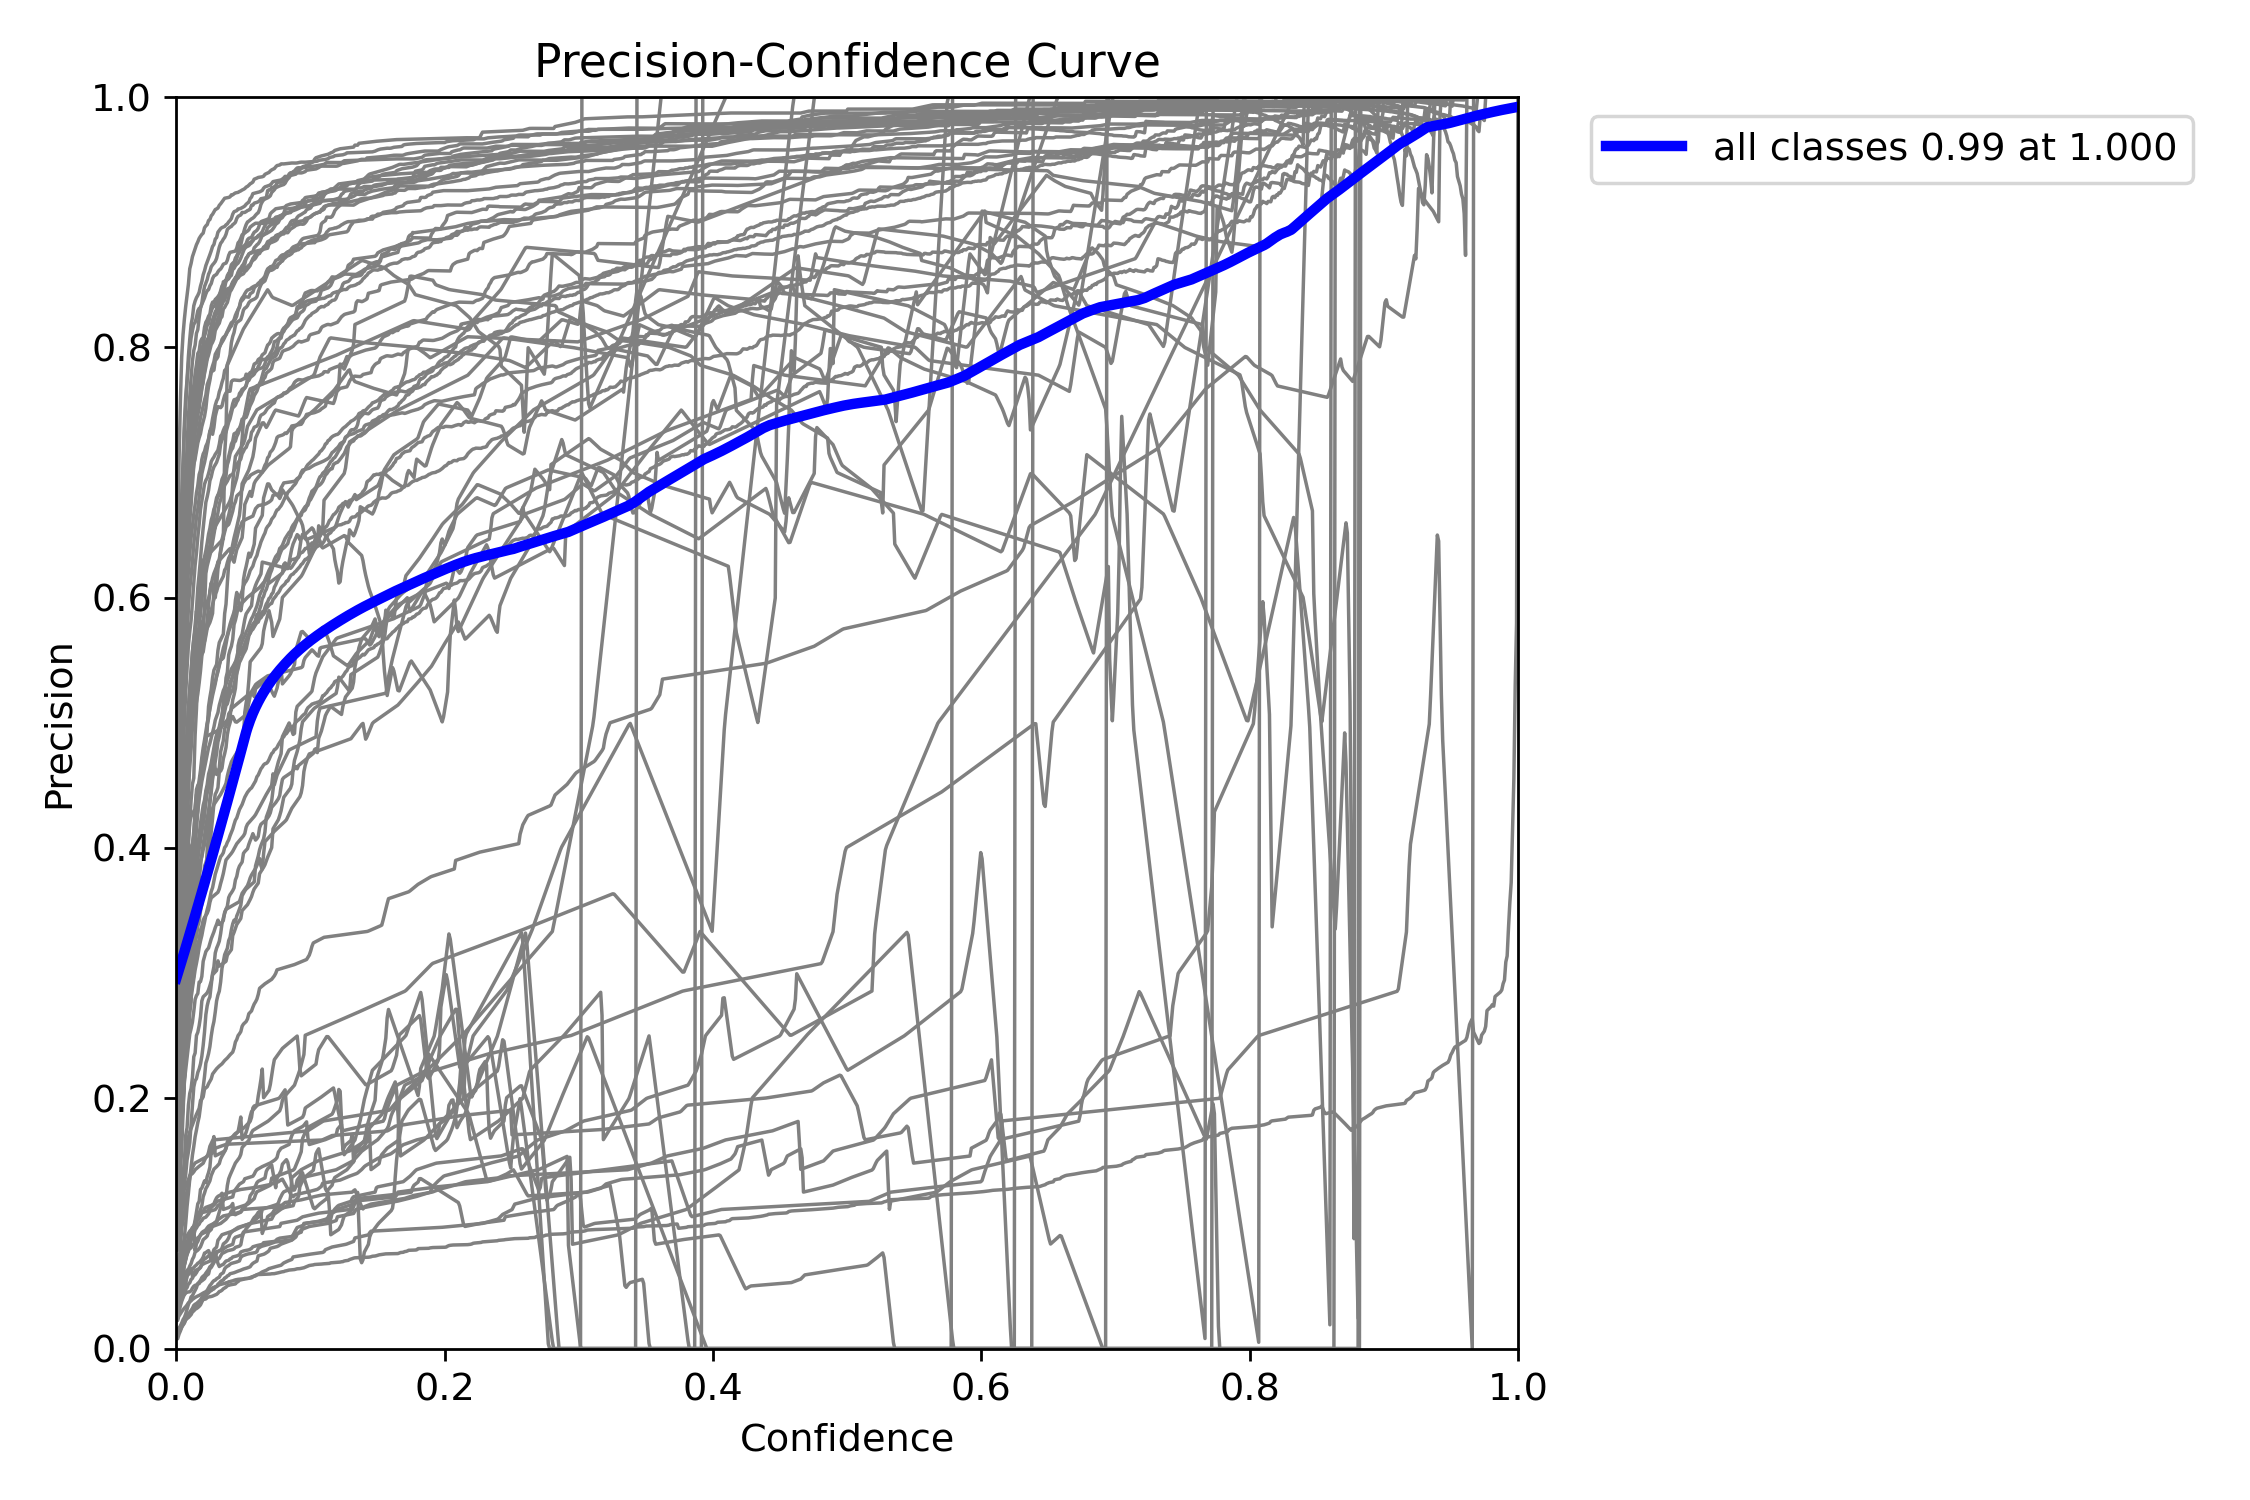 Precision-Confidence Curve
all classes 0.99 at 1.000
Precision
1.0
0.8
0.6
0.4
0.2
0.0
0.0 0.2 0.4 0.6 0.8 1.0
Confidence